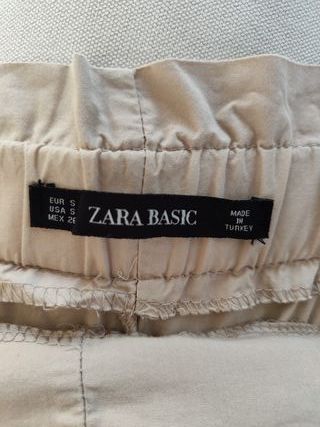 EUR S
USA S
MEX 26
ZARA BASIC
MADE
IN
TURKEY